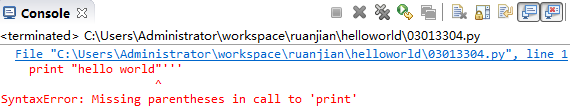 Console
<terminated> C:\Users\Administrator\workspace\ruanjian\helloworld\03013304.py
File "C:\Users\Administrator\workspace\ruanjian\helloworld\03013304.py", line 1
print "hello world"'''
^
SyntaxError: Missing parentheses in call to 'print'